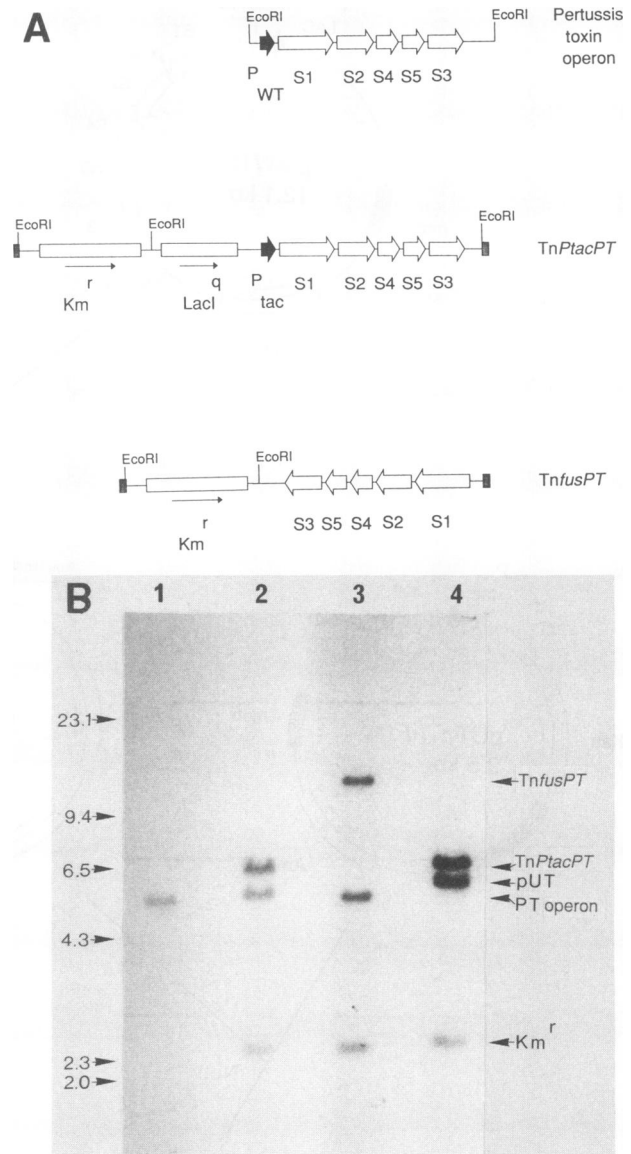 A
EcoRI EcoRI Pertussis
toxin
operon
P S1 S2 S4 S5 S3
WT
EcoRI EcoRI EcoRI
TnPtacPT
r q P S1 S2 S4 S5 S3
Km LacI tac
EcoRI EcoRI
TnfusPT
r S3 S5 S4 S2 S1
Km
B 1 2 3 4
23.1
TnfusPT
9.4
6.5 TnPtacPT
pUT
PT operon
4.3
Km r
2.3
2.0